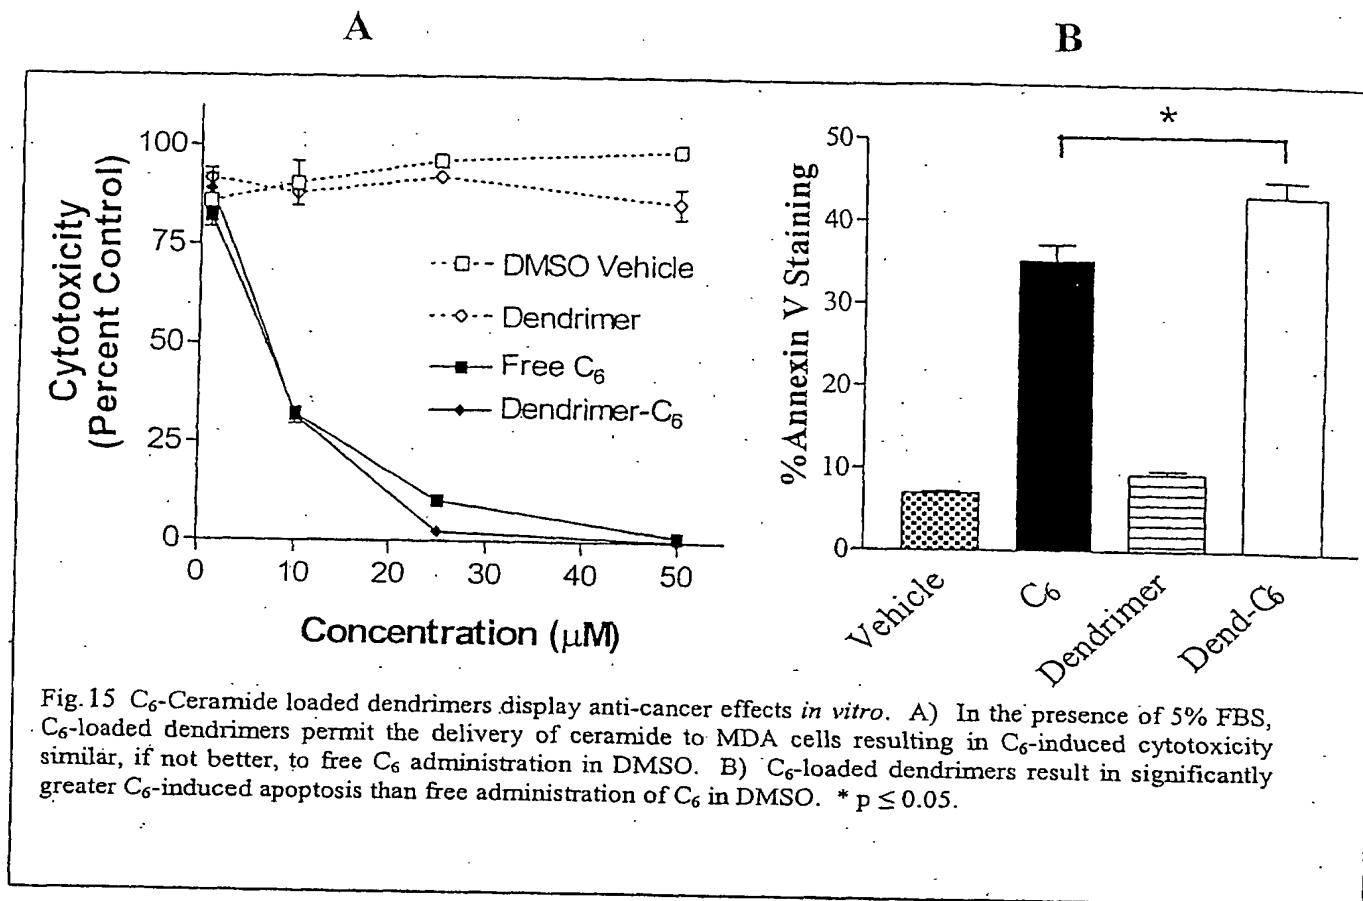 A
B
100
75
50
25
0
Cytotoxicity
(Percent Control)
DMSO Vehicle
Dendrimer
Free C₆
Dendrimer-C₆
0 10 20 30 40 50
Concentration (µM)
*
50
40
30
20
10
0
%Annexin V Staining
Vehicle
C₆
Dendrimer
Dend-C₆
Fig. 15 C₆-Ceramide loaded dendrimers display anti-cancer effects in vitro. A) In the presence of 5% FBS,
C₆-loaded dendrimers permit the delivery of ceramide to MDA cells resulting in C₆-induced cytotoxicity
similar, if not better, to free C₆ administration in DMSO. B) C₆-loaded dendrimers result in significantly
greater C₆-induced apoptosis than free administration of C₆ in DMSO. * p ≤ 0.05.